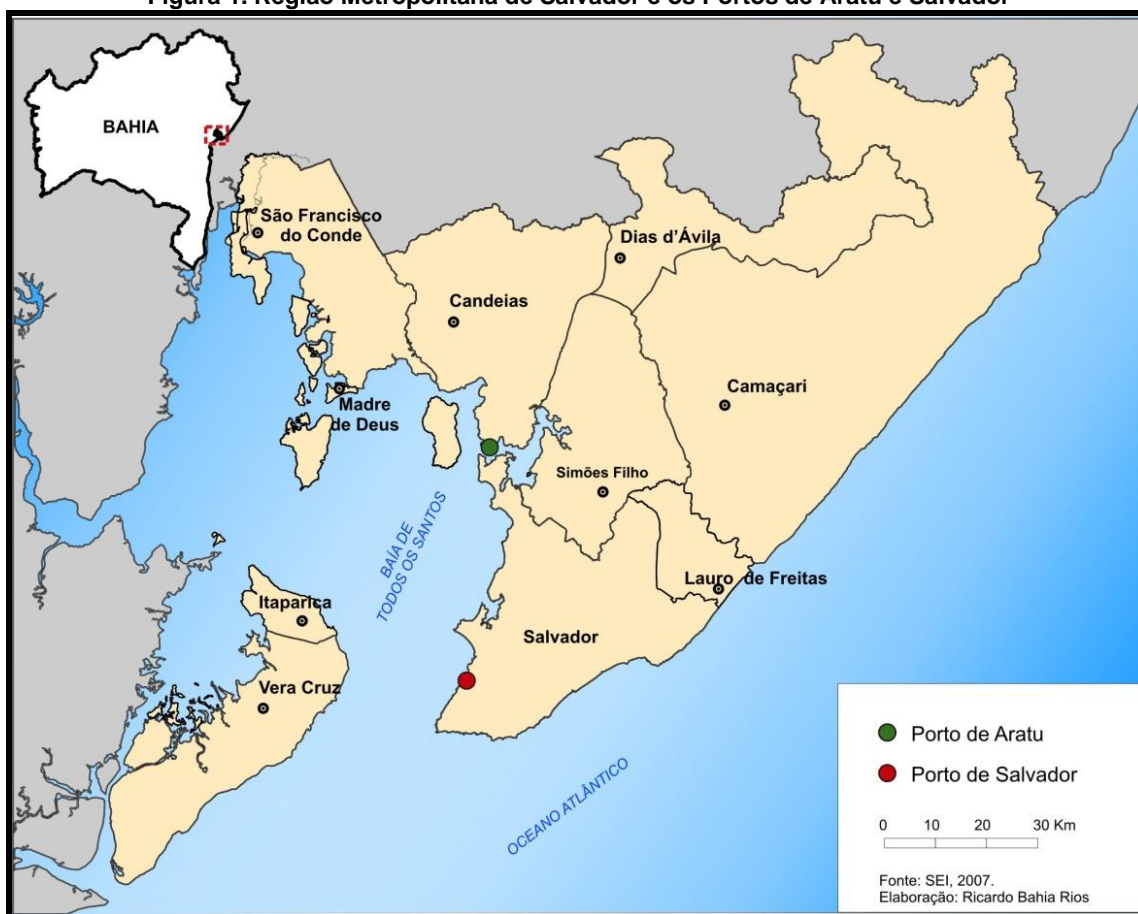 Figura 1. Região Metropolitana de Salvador e os Portos de Aratu e Salvador
BAHIA
São Francisco
do Conde
Dias d'Ávila
Candeias
Camaçari
Madre
de Deus
Simões Filho
BAÍA DE
TODOS OS SANTOS
Lauro de Freitas
Itaparica
Salvador
Vera Cruz
OCEANO ATLÂNTICO
Porto de Aratu
Porto de Salvador
0 10 20 30 Km
Fonte: SEI, 2007.
Elaboração: Ricardo Bahia Rios